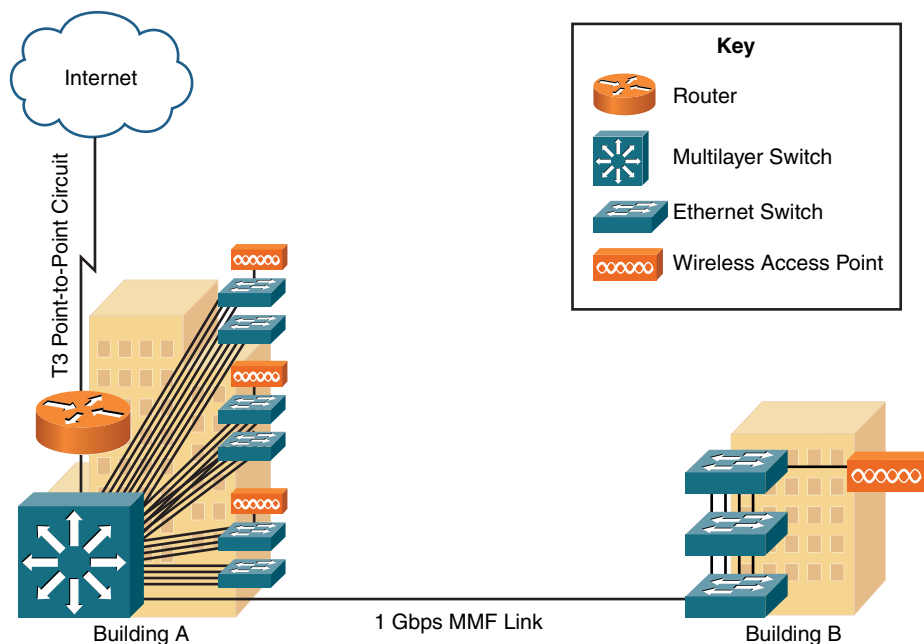 Internet
T3 Point-to-Point Circuit
Key
Router
Multilayer Switch
Ethernet Switch
Wireless Access Point
1 Gbps MMF Link
Building A
Building B